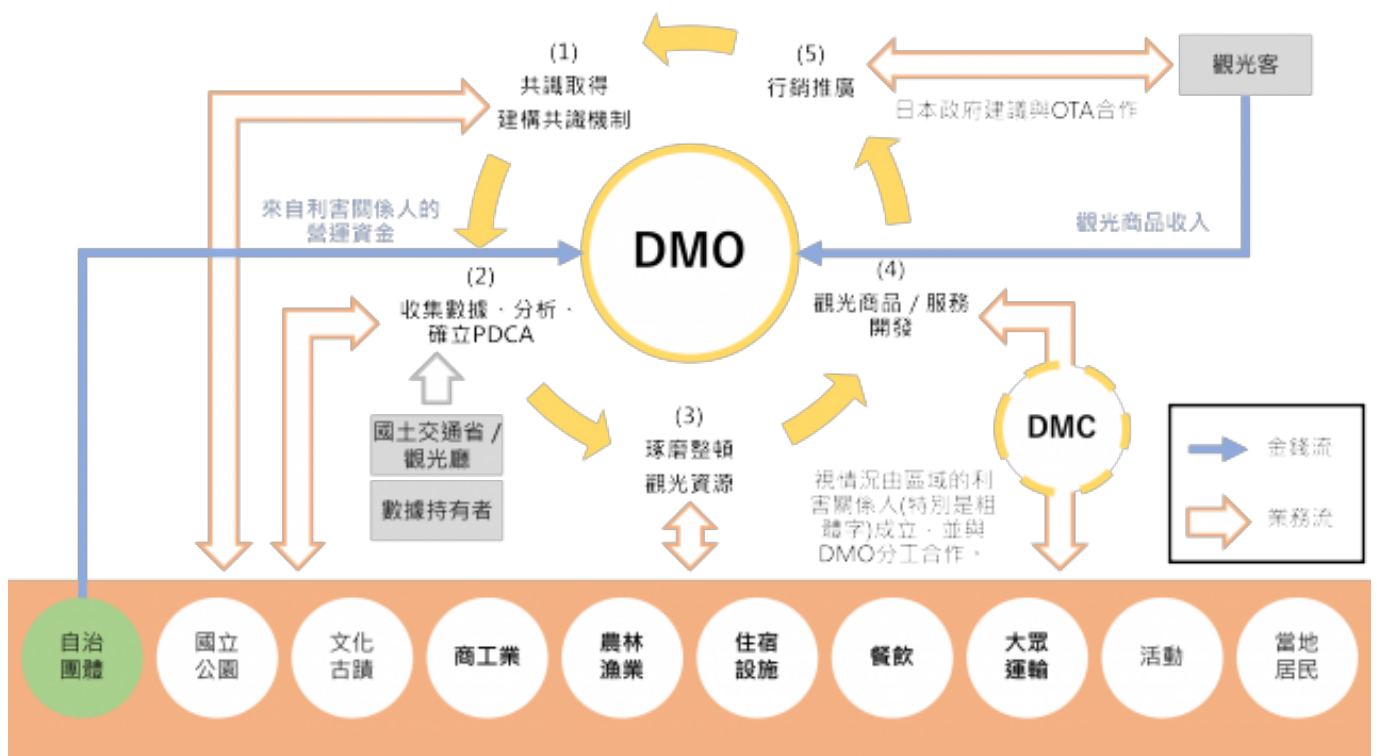 (1)
共識取得
建構共識機制
(5)
行銷推廣
觀光客
日本政府建議與OTA合作
來自利害關係人的
營運資金
DMO
觀光商品收入
(2)
收集數據．分析．
確立PDCA
(4)
觀光商品 / 服務
開發
國土交通省 /
觀光廳
數據持有者
(3)
琢磨整頓
觀光資源
DMC
視情況由區域的利
害關係人(特別是粗
體字)成立，並與
DMO分工合作。
金錢流
業務流
自治
團體
國立
公園
文化
古蹟
商工業
農林
漁業
住宿
設施
餐飲
大眾
運輸
活動
當地
居民